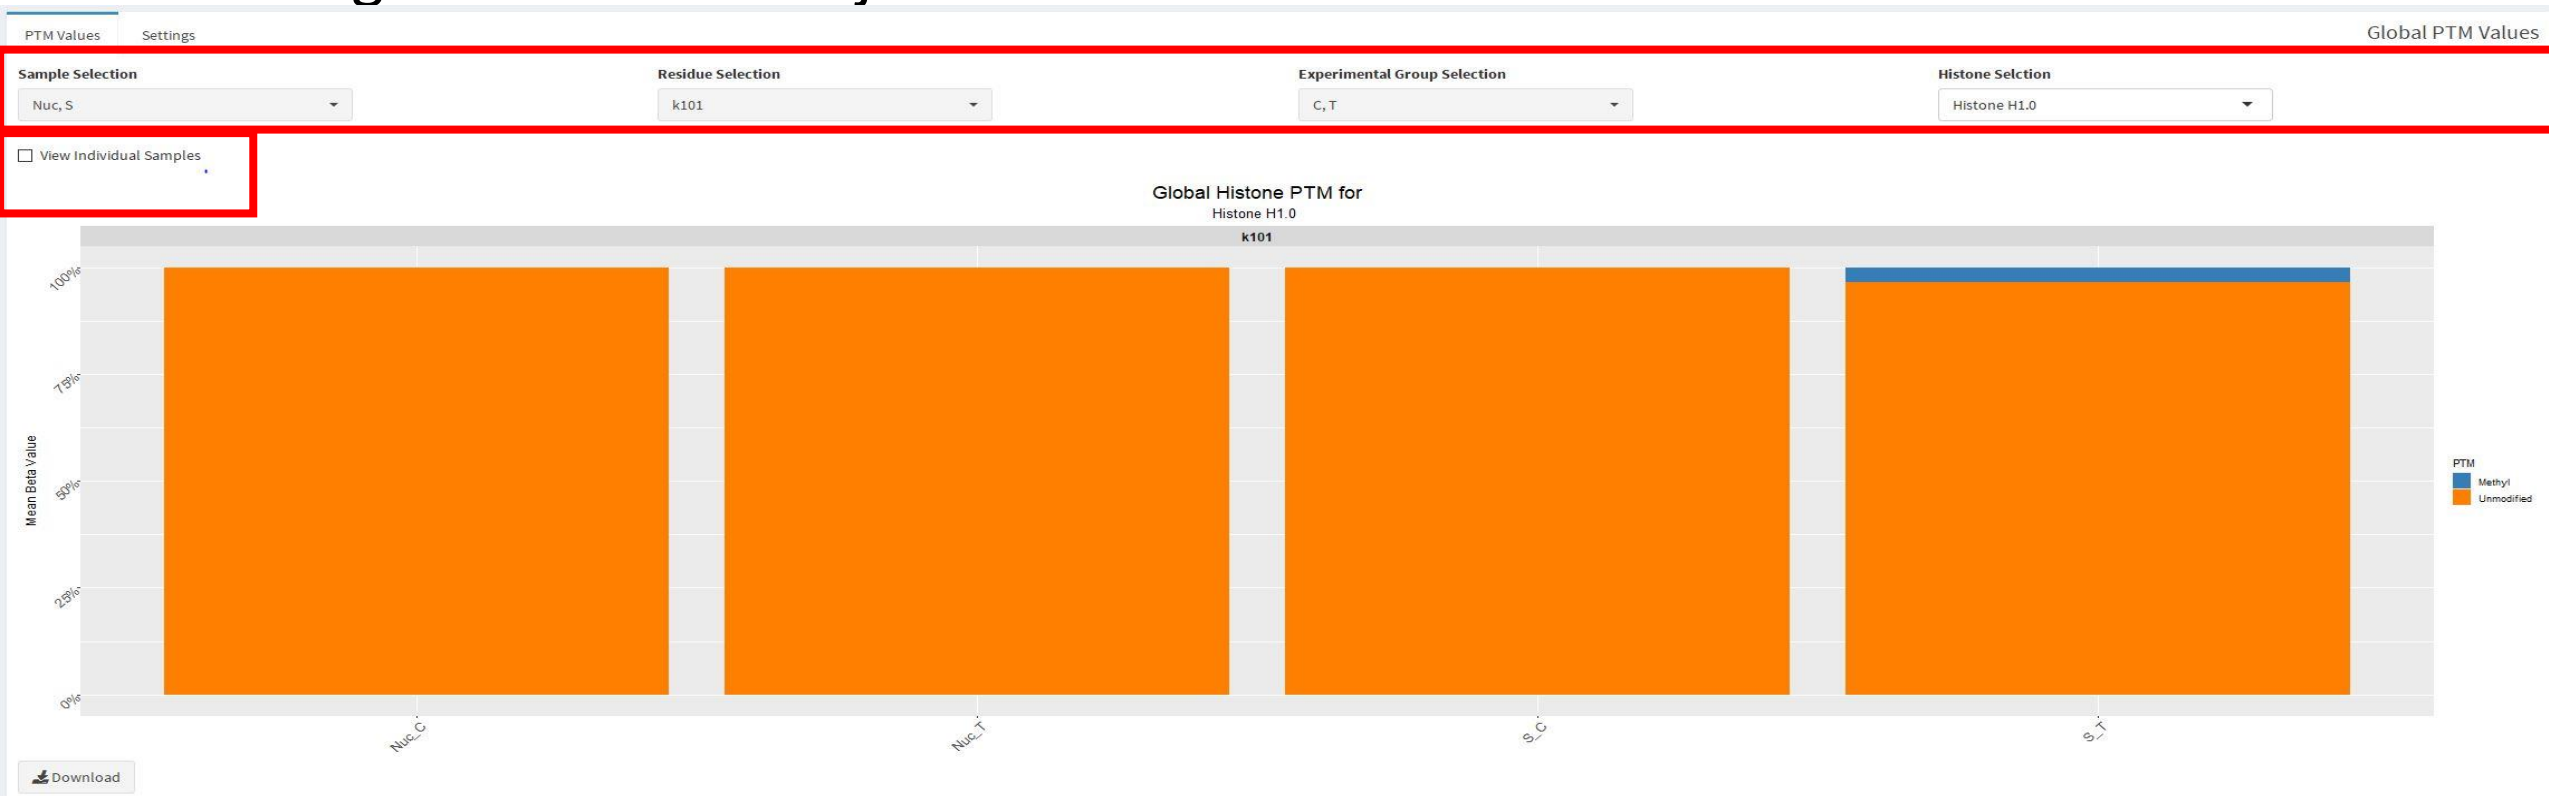 PTM Values Settings Global PTM Values
Sample Selection Residue Selection Experimental Group Selection Histone Selction
Nuc, S k101 C, T Histone H1.0
View Individual Samples
Global Histone PTM for
Histone H1.0
k101
100%
75%
50%
25%
0%
Mean Beta Value
Nuc_C Nuc_T S_C S_T
PTM
Methyl
Unmodified
Download